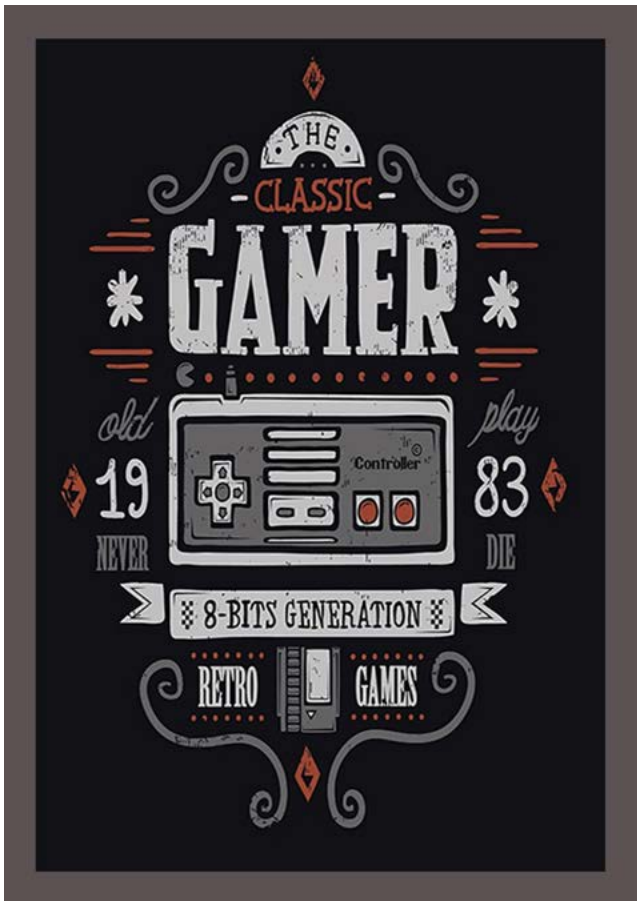 THE
CLASSIC
GAMER
old play
Controller ©
19 83
NEVER DIE
8-BITS GENERATION
RETRO GAMES